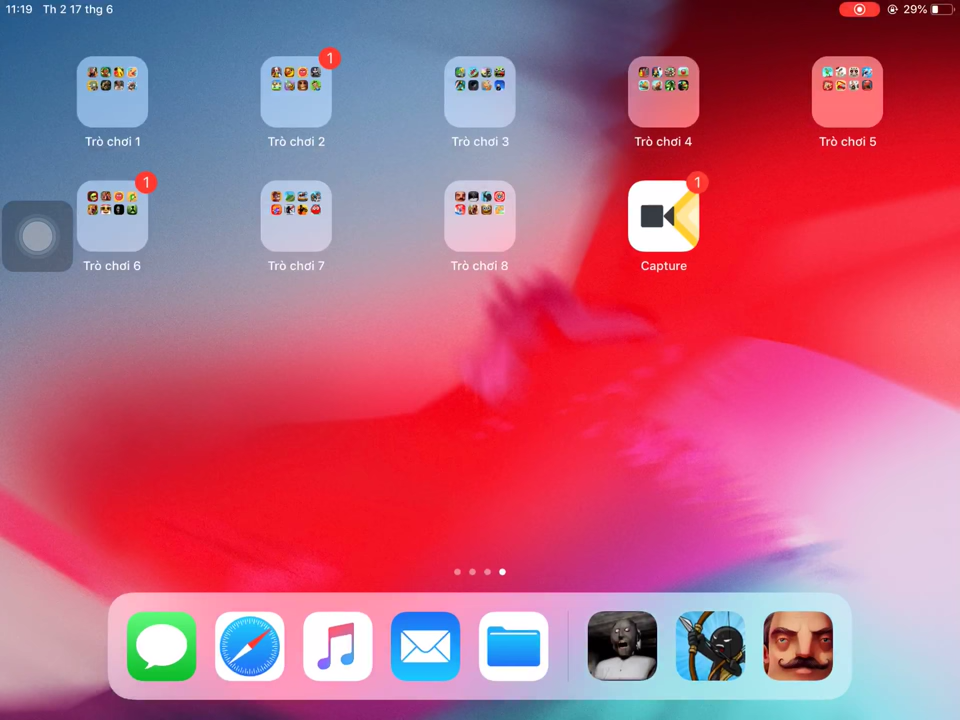 11:19 Th 2 17 thg 6
29%
1
Trò chơi 1
Trò chơi 2
Trò chơi 3
Trò chơi 4
Trò chơi 5
1
1
Trò chơi 6
Trò chơi 7
Trò chơi 8
Capture